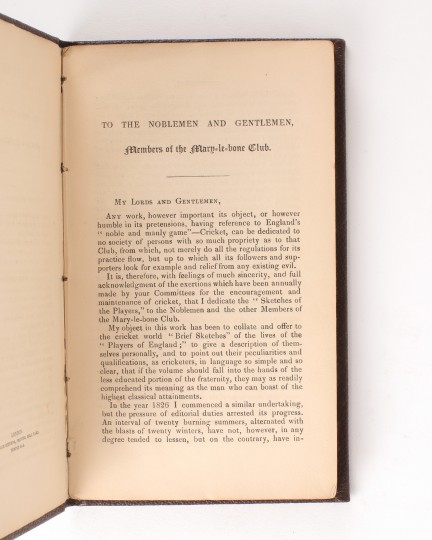 TO THE NOBLEMEN AND GENTLEMEN,
Members of the Mary-le-bone Club.
MY LORDS AND GENTLEMEN,
ANY work, however important its object, or however
humble in its pretensions, having reference to England's
" noble and manly game"—Cricket, can be dedicated to
no society of persons with so much propriety as to that
Club, from which, not merely do all the regulations for its
practice flow, but up to which all its followers and sup-
porters look for example and relief from any existing evil.
It is, therefore, with feelings of much sincerity, and full
acknowledgment of the exertions which have been annually
made by your Committees for the encouragement and
maintenance of cricket, that I dedicate the " Sketches of
the Players," to the Noblemen and the other Members of
the Mary-le-bone Club.
My object in this work has been to collate and offer to
the cricket world " Brief Sketches" of the lives of the
" Players of England ;" to give a description of them-
selves personally, and to point out their peculiarities and
qualifications, as cricketers, in language so simple and so
clear, that if the volume should fall into the hands of the
less educated portion of the fraternity, they may as readily
comprehend its meaning as the man who can boast of the
highest classical attainments.
In the year 1826 I commenced a similar undertaking,
but the pressure of editorial duties arrested its progress.
An interval of twenty burning summers, alternated with
the blasts of twenty winters, have not, however, in any
degree tended to lessen, but on the contrary, have in-